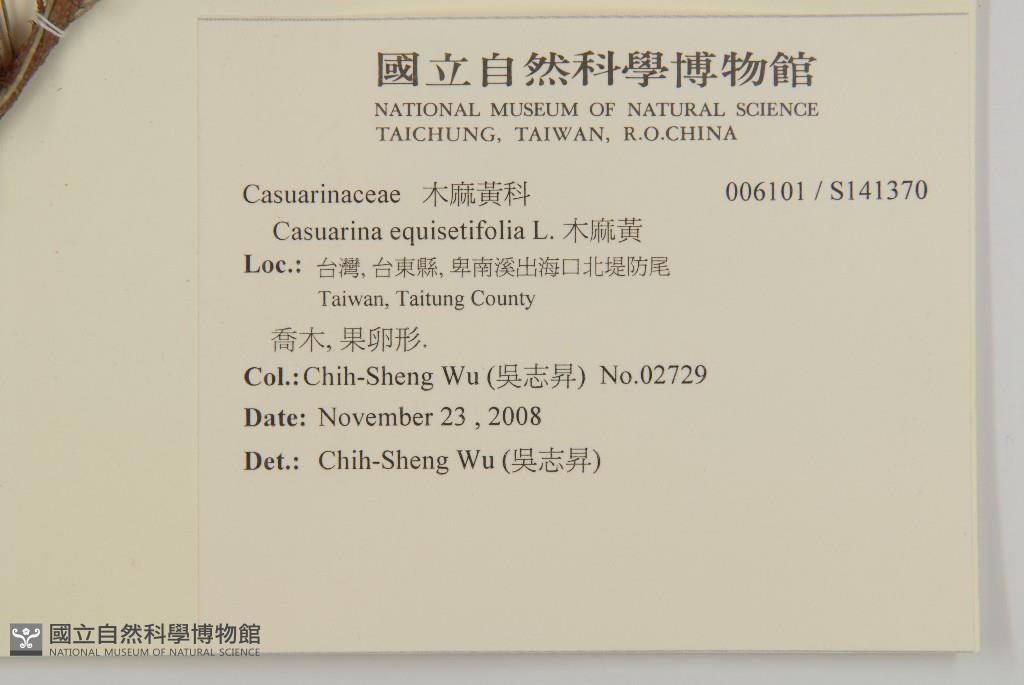 國立自然科學博物館
NATIONAL MUSEUM OF NATURAL SCIENCE
TAICHUNG, TAIWAN, R.O.CHINA
Casuarinaceae 木麻黃科 006101 / S141370
Casuarina equisetifolia L. 木麻黃
Loc.: 台灣, 台東縣, 卑南溪出海口北堤防尾
Taiwan, Taitung County
喬木, 果卵形.
Col.: Chih-Sheng Wu (吳志昇) No.02729
Date: November 23 , 2008
Det.: Chih-Sheng Wu (吳志昇)
國立自然科學博物館
NATIONAL MUSEUM OF NATURAL SCIENCE